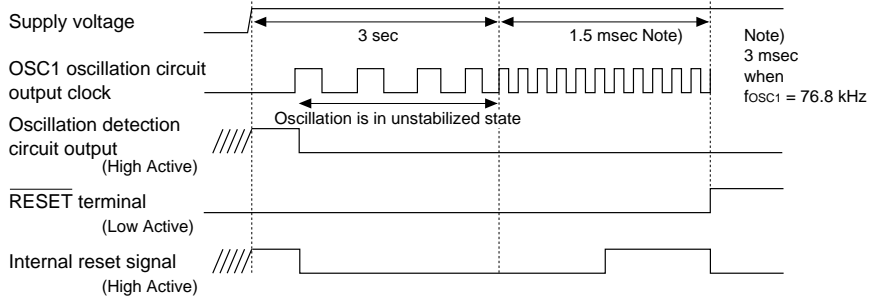 Supply voltage
3 sec
1.5 msec Note)
Note)
3 msec
when
fOSC1 = 76.8 kHz
OSC1 oscillation circuit
output clock
Oscillation is in unstabilized state
Oscillation detection
circuit output
(High Active)
RESET terminal
(Low Active)
Internal reset signal
(High Active)